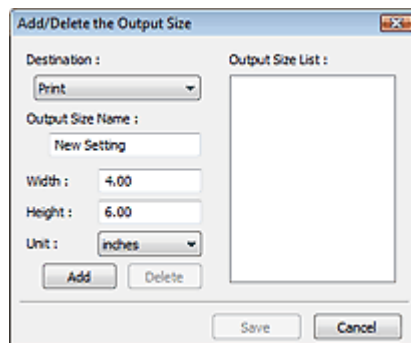 Add/Delete the Output Size
Destination :
Print
Output Size Name :
New Setting
Width : 4.00
Height : 6.00
Unit : inches
Add Delete
Output Size List :
Save Cancel